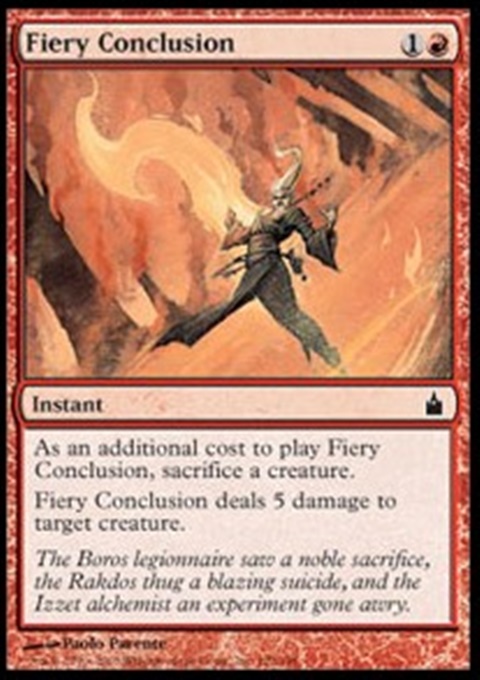 Fiery Conclusion 1
Instant
As an additional cost to play Fiery
Conclusion, sacrifice a creature.
Fiery Conclusion deals 5 damage to
target creature.
The Boros legionnaire saw a noble sacrifice,
the Rakdos thug a blazing suicide, and the
Izzet alchemist an experiment gone awry.
Paolo Parente